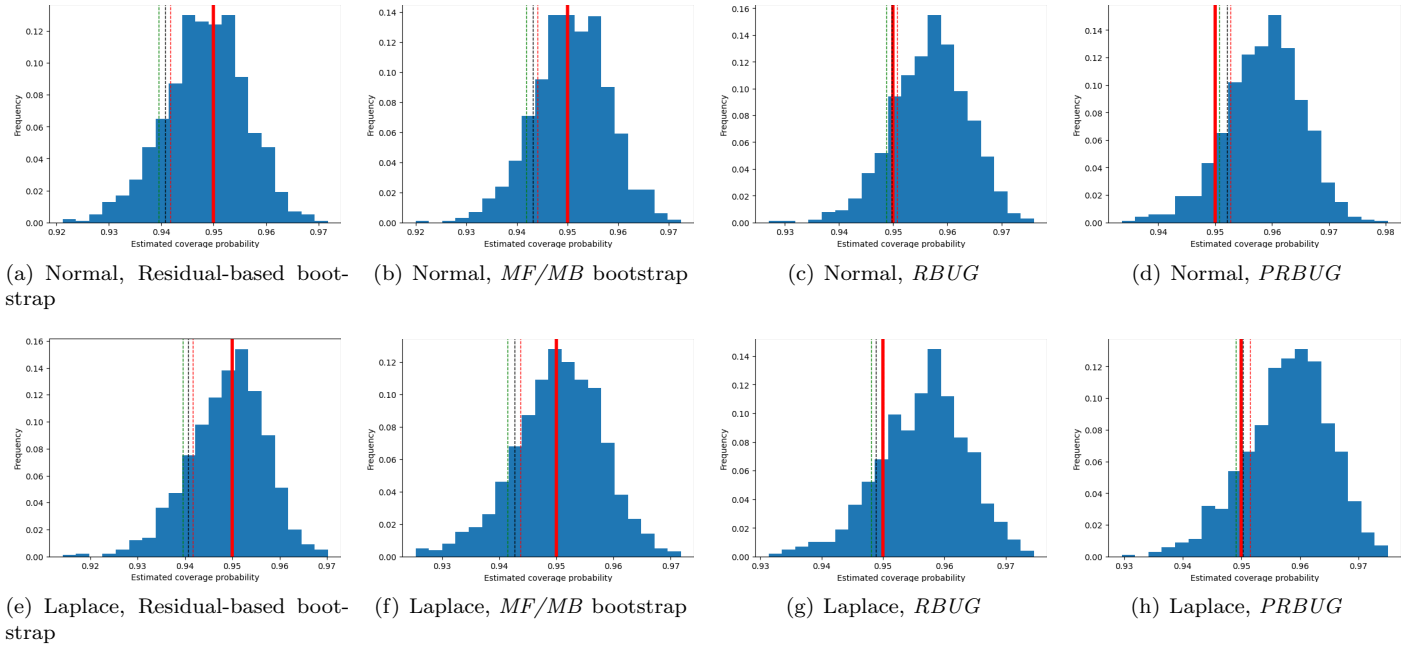 0.12
0.10
0.08
0.06
0.04
0.02
0.00
Frequency
0.92 0.93 0.94 0.95 0.96 0.97
Estimated coverage probability
(a) Normal, Residual-based boot-
strap
0.14
0.12
0.10
0.08
0.06
0.04
0.02
0.00
Frequency
0.92 0.93 0.94 0.95 0.96 0.97
Estimated coverage probability
(b) Normal, MF/MB bootstrap
0.16
0.14
0.12
0.10
0.08
0.06
0.04
0.02
0.00
Frequency
0.93 0.94 0.95 0.96 0.97
Estimated coverage probability
(c) Normal, RBUG
0.14
0.12
0.10
0.08
0.06
0.04
0.02
0.00
Frequency
0.94 0.95 0.96 0.97 0.98
Estimated coverage probability
(d) Normal, PRBUG
0.16
0.14
0.12
0.10
0.08
0.06
0.04
0.02
0.00
Frequency
0.92 0.93 0.94 0.95 0.96 0.97
Estimated coverage probability
(e) Laplace, Residual-based boot-
strap
0.12
0.10
0.08
0.06
0.04
0.02
0.00
Frequency
0.93 0.94 0.95 0.96 0.97
Estimated coverage probability
(f) Laplace, MF/MB bootstrap
0.14
0.12
0.10
0.08
0.06
0.04
0.02
0.00
Frequency
0.93 0.94 0.95 0.96 0.97
Estimated coverage probability
(g) Laplace, RBUG
0.12
0.10
0.08
0.06
0.04
0.02
0.00
Frequency
0.93 0.94 0.95 0.96 0.97
Estimated coverage probability
(h) Laplace, PRBUG